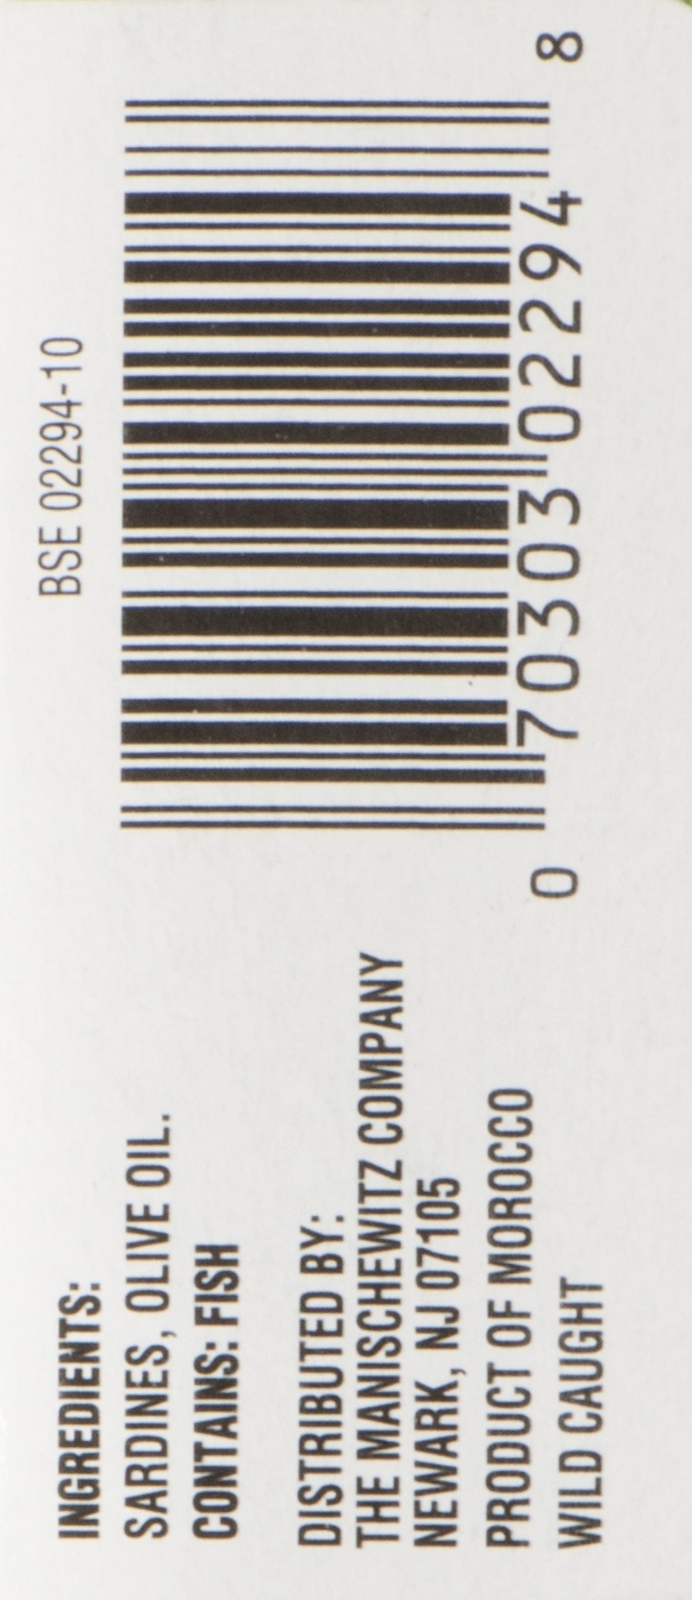 BSE 02294-10
0 70303 02294 8
INGREDIENTS:
SARDINES, OLIVE OIL.
CONTAINS: FISH
DISTRIBUTED BY:
THE MANISCHEWITZ COMPANY
NEWARK, NJ 07105
PRODUCT OF MOROCCO
WILD CAUGHT